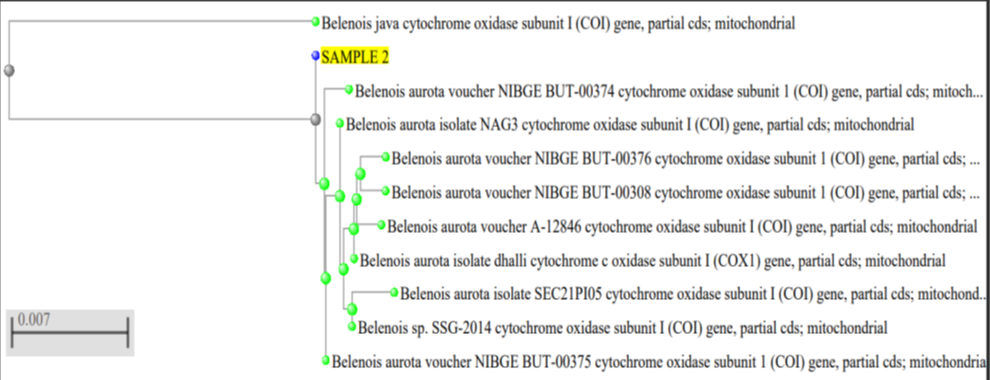 Belenois java cytochrome oxidase subunit I (COI) gene, partial cds; mitochondrial
SAMPLE 2
Belenois aurota voucher NIBGE BUT-00374 cytochrome oxidase subunit 1 (COI) gene, partial cds; mitoch...
Belenois aurota isolate NAG3 cytochrome oxidase subunit I (COI) gene, partial cds; mitochondrial
Belenois aurota voucher NIBGE BUT-00376 cytochrome oxidase subunit 1 (COI) gene, partial cds; ...
Belenois aurota voucher NIBGE BUT-00308 cytochrome oxidase subunit 1 (COI) gene, partial cds; ...
Belenois aurota voucher A-12846 cytochrome oxidase subunit I (COI) gene, partial cds; mitochondrial
Belenois aurota isolate dhalli cytochrome c oxidase subunit I (COX1) gene, partial cds; mitochondrial
Belenois aurota isolate SEC21PI05 cytochrome oxidase subunit I (COI) gene, partial cds; mitochond..
0.007
Belenois sp. SSG-2014 cytochrome oxidase subunit I (COI) gene, partial cds; mitochondrial
Belenois aurota voucher NIBGE BUT-00375 cytochrome oxidase subunit 1 (COI) gene, partial cds; mitochondria